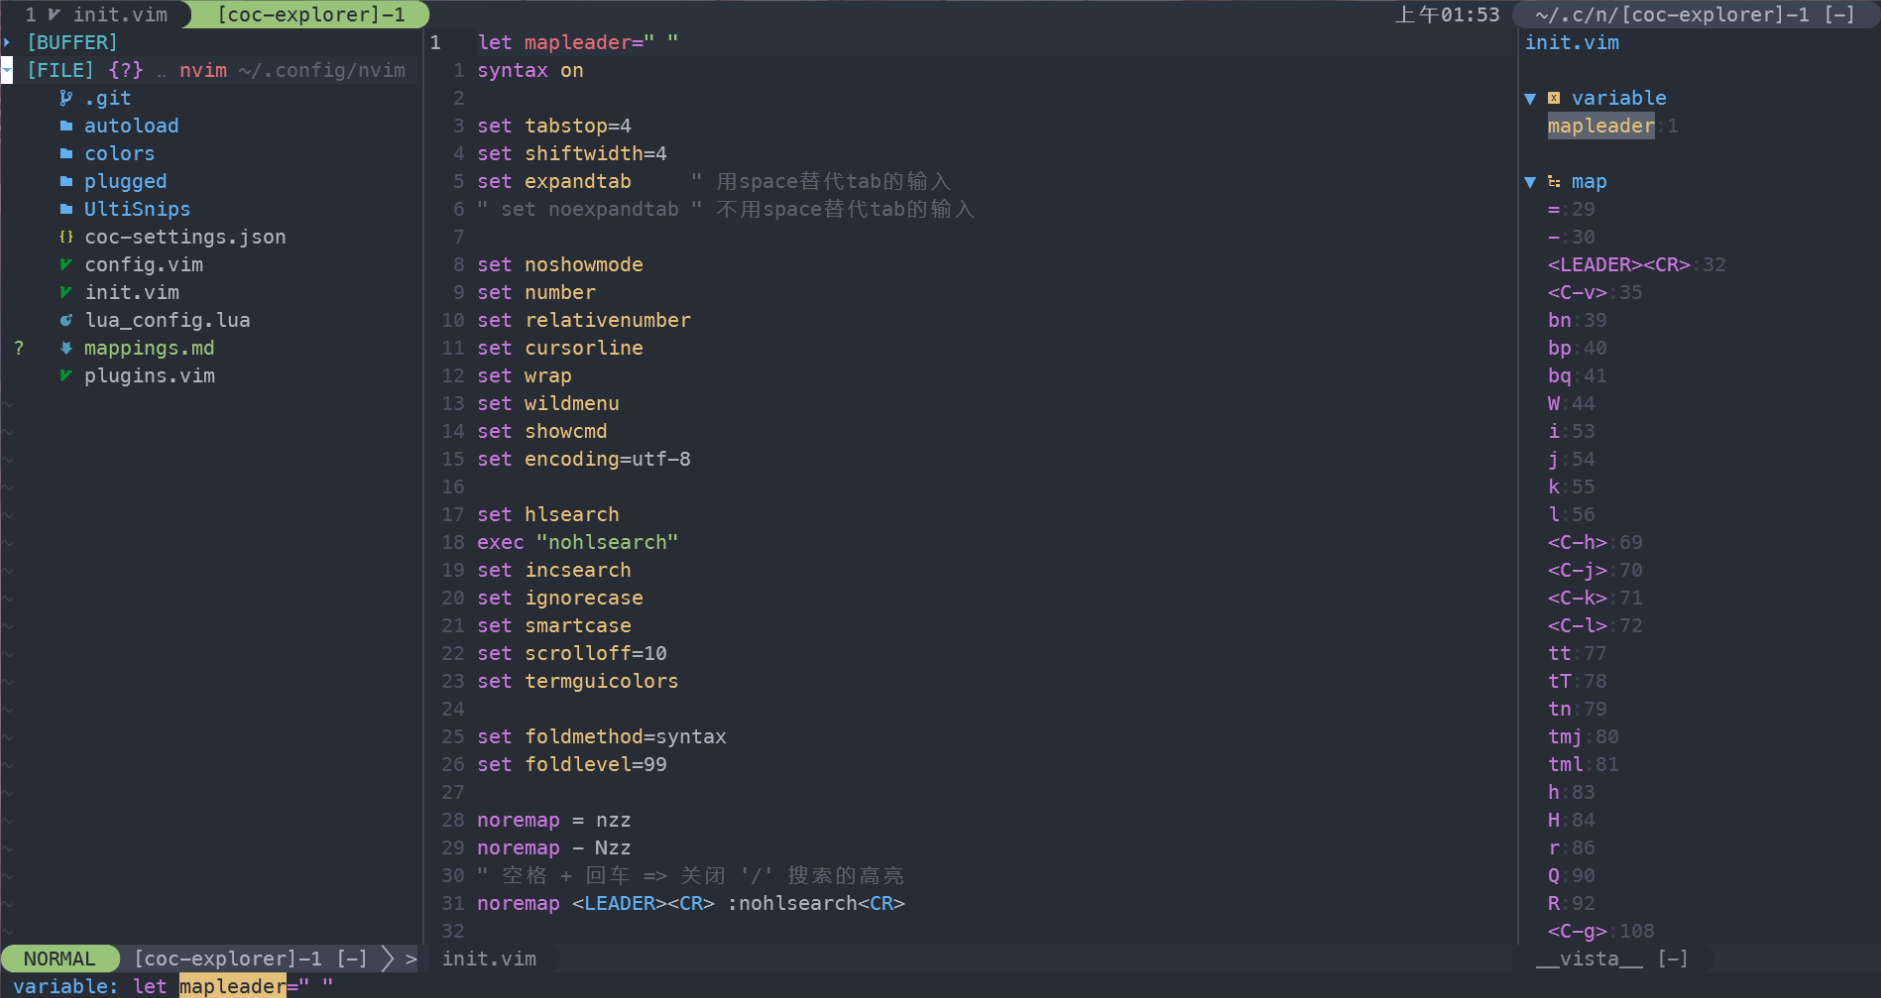 1 init.vim [coc-explorer]-1 上午01:53 ~/.c/n/[coc-explorer]-1 [-]
[BUFFER]
[FILE] {?} .. nvim ~/.config/nvim
.git
autoload
colors
plugged
UltiSnips
{} coc-settings.json
config.vim
init.vim
lua_config.lua
? mappings.md
plugins.vim
1 let mapleader=" "
1 syntax on
2
3 set tabstop=4
4 set shiftwidth=4
5 set expandtab " 用space替代tab的输入
6 " set noexpandtab " 不用space替代tab的输入
7
8 set noshowmode
9 set number
10 set relativenumber
11 set cursorline
12 set wrap
13 set wildmenu
14 set showcmd
15 set encoding=utf-8
16
17 set hlsearch
18 exec "nohlsearch"
19 set incsearch
20 set ignorecase
21 set smartcase
22 set scrolloff=10
23 set termguicolors
24
25 set foldmethod=syntax
26 set foldlevel=99
27
28 noremap = nzz
29 noremap - Nzz
30 " 空格 + 回车 => 关闭 '/' 搜索的高亮
31 noremap <LEADER><CR> :nohlsearch<CR>
32
init.vim
▼ variable
mapleader:1
▼ map
=:29
-:30
<LEADER><CR>:32
<C-v>:35
bn:39
bp:40
bq:41
W:44
i:53
j:54
k:55
l:56
<C-h>:69
<C-j>:70
<C-k>:71
<C-l>:72
tt:77
tT:78
tn:79
tmj:80
tml:81
h:83
H:84
r:86
Q:90
R:92
<C-g>:108
NORMAL [coc-explorer]-1 [-] > init.vim __vista__ [-]
variable: let mapleader=" "